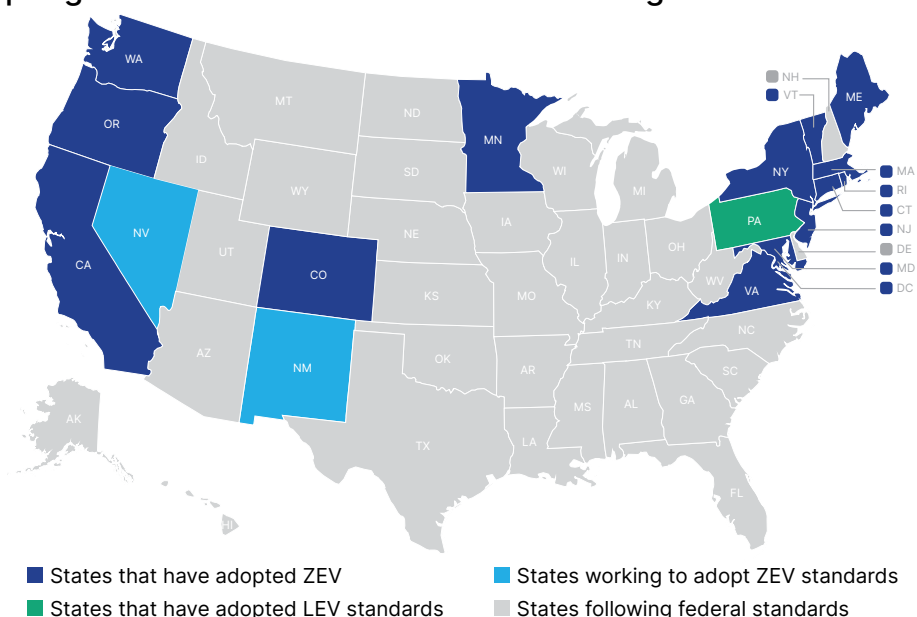 WA
OR
CA
NV
ID
MT
WY
UT
CO
AZ
NM
ND
SD
NE
KS
OK
TX
MN
IA
MO
AR
LA
WI
IL
MI
IN
OH
KY
TN
MS
AL
GA
FL
SC
NC
VA
WV
PA
NY
ME
NH
VT
MA
RI
CT
NJ
DE
MD
DC
AK
HI
States that have adopted ZEV
States working to adopt ZEV standards
States that have adopted LEV standards
States following federal standards